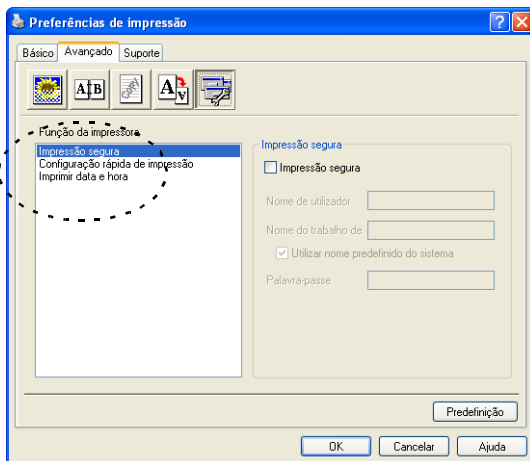 Preferências de impressão
Básico Avançado Suporte
A B
A A
Função da impressora
Impressão segura
Configuração rápida de impressão
Imprimir data e hora
Impressão segura
Impressão segura
Nome de utilizador
Nome do trabalho de
Utilizar nome predefinido do sistema
Palavra-passe
Predefinição
OK Cancelar Ajuda